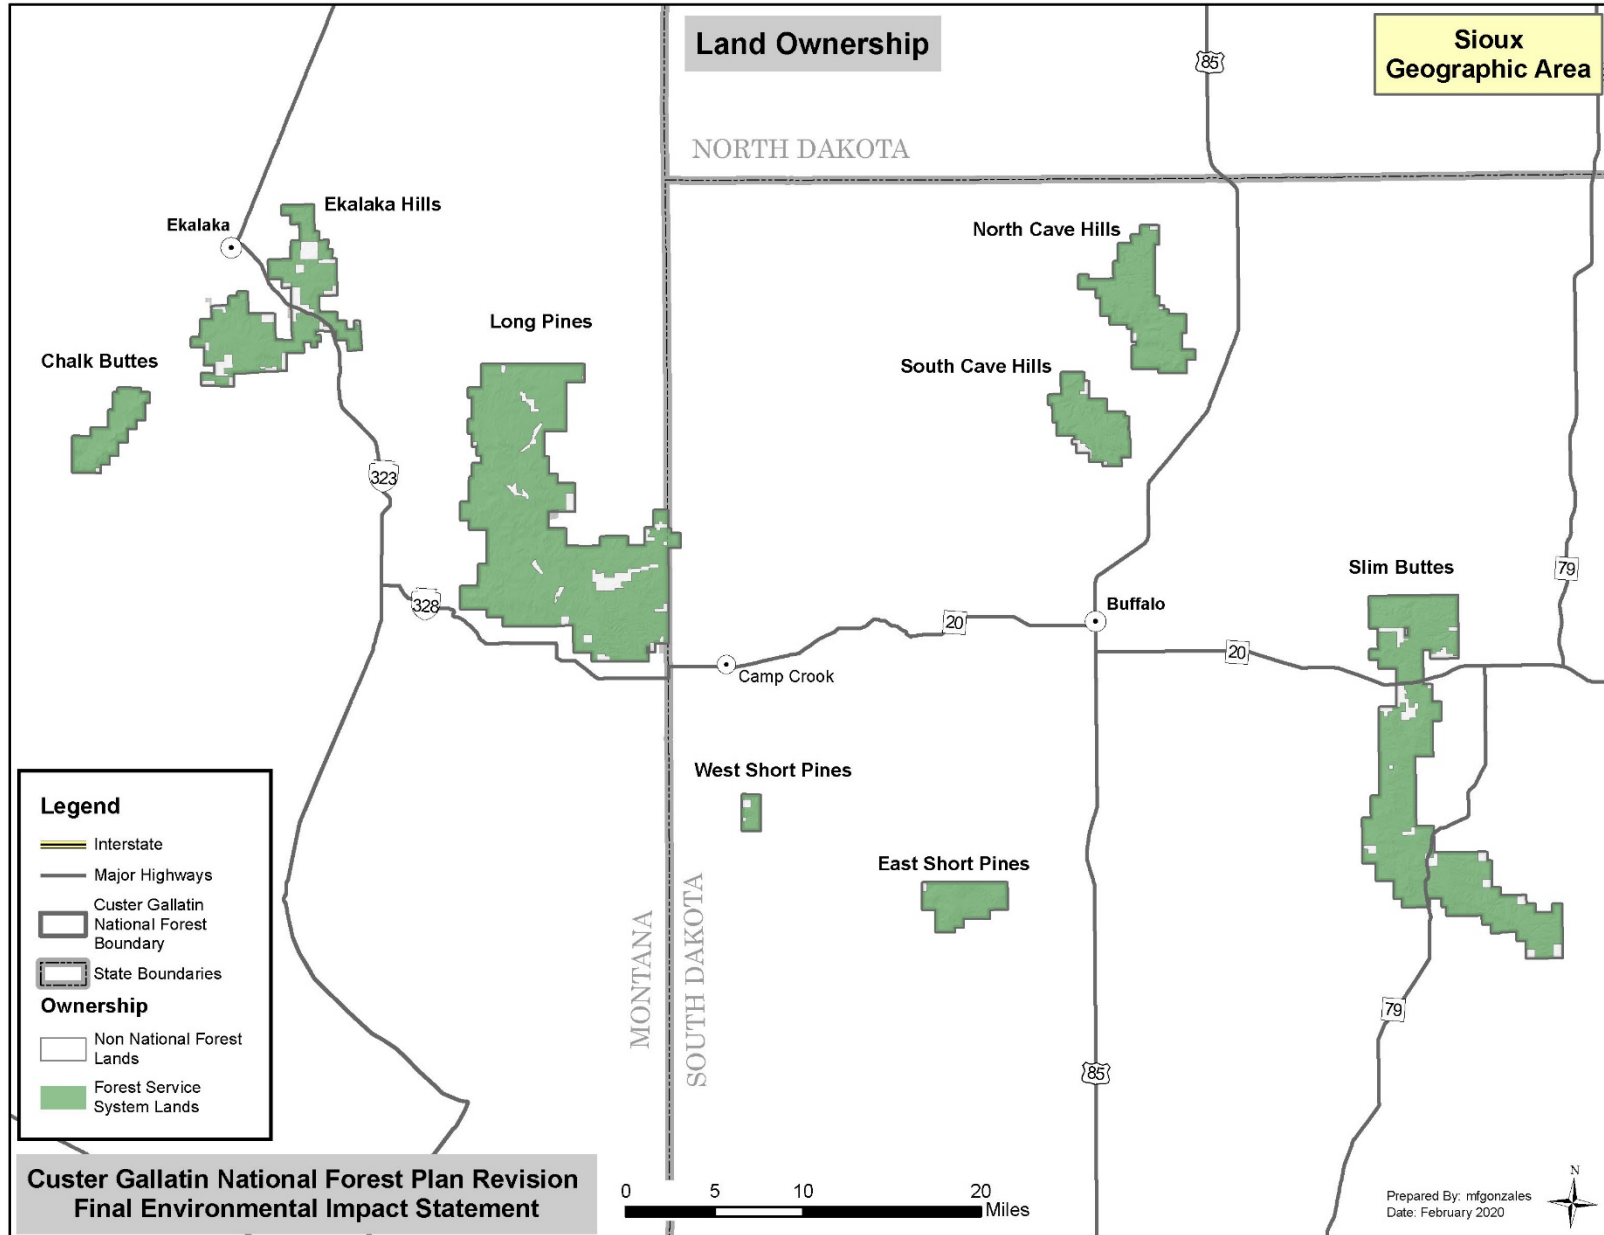 Land Ownership
Sioux
Geographic Area
85
NORTH DAKOTA
Ekalaka Hills
Ekalaka
North Cave Hills
Long Pines
Chalk Buttes
South Cave Hills
323
Slim Buttes
79
328
Buffalo
20
20
Camp Crook
West Short Pines
East Short Pines
MONTANA
SOUTH DAKOTA
79
85
Legend
Interstate
Major Highways
Custer Gallatin
National Forest
Boundary
State Boundaries
Ownership
Non National Forest
Lands
Forest Service
System Lands
Custer Gallatin National Forest Plan Revision
Final Environmental Impact Statement
0 5 10 20
Miles
N
Prepared By: mfgonzales
Date: February 2020